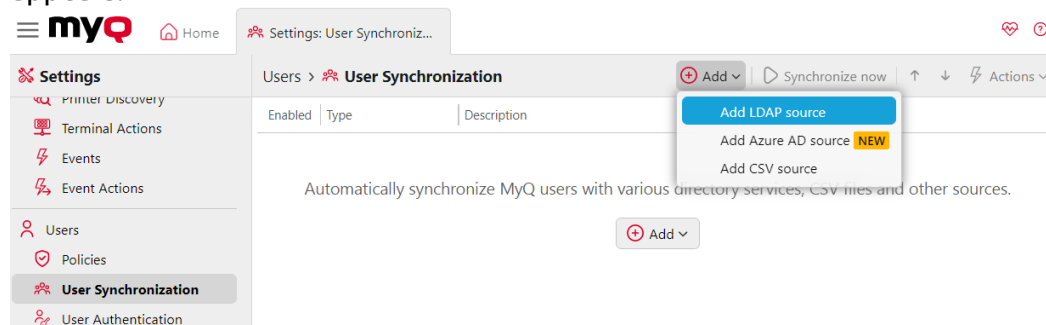 myQ Home Settings: User Synchroniz...
Settings Users > User Synchronization Add Synchronize now Actions
Printer Discovery
Enabled Type Description Add LDAP source
Terminal Actions
Add Azure AD source NEW
Events
Add CSV source
Event Actions Automatically synchronize MyQ users with various directory services, CSV files and other sources.
Users Add
Policies
User Synchronization
User Authentication